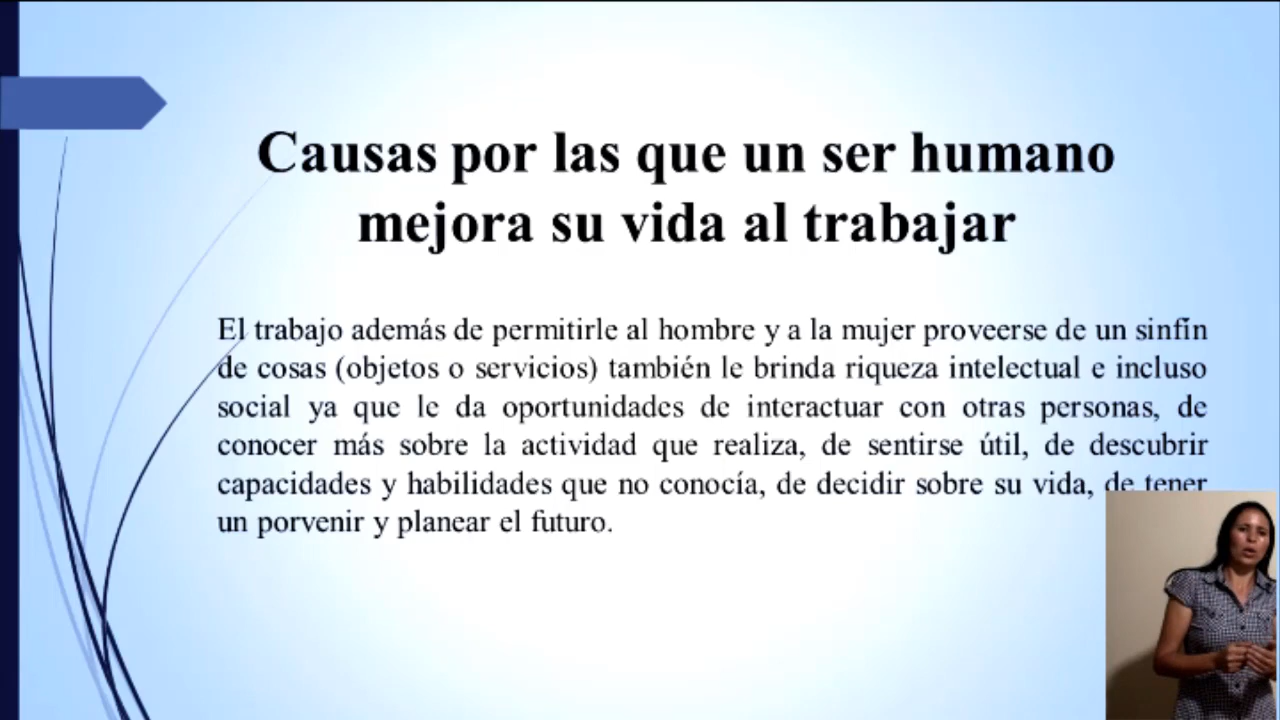 Causas por las que un ser humano
mejora su vida al trabajar
El trabajo además de permitirle al hombre y a la mujer proveerse de un sinfín
de cosas (objetos o servicios) también le brinda riqueza intelectual e incluso
social ya que le da oportunidades de interactuar con otras personas, de
conocer más sobre la actividad que realiza, de sentirse útil, de descubrir
capacidades y habilidades que no conocía, de decidir sobre su vida, de tener
un porvenir y planear el futuro.